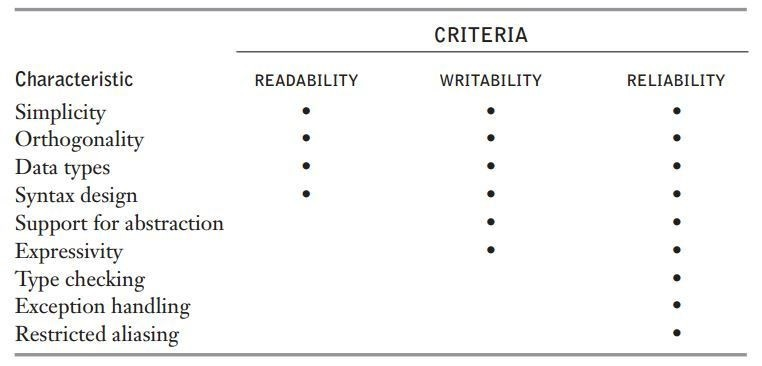 CRITERIA
Characteristic READABILITY WRITABILITY RELIABILITY
Simplicity • • •
Orthogonality • • •
Data types • • •
Syntax design • • •
Support for abstraction • •
Expressivity • •
Type checking •
Exception handling •
Restricted aliasing •